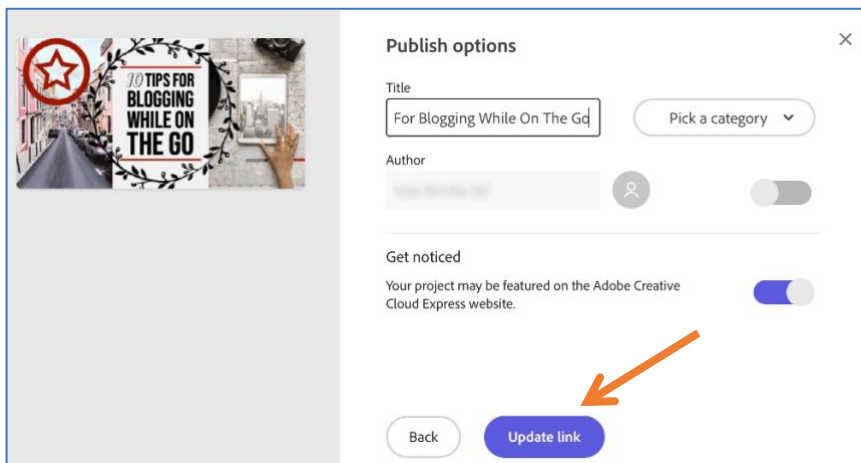 10 TIPS FOR
BLOGGING
WHILE ON
THE GO
Publish options
Title
For Blogging While On The Go
Pick a category
Author
Get noticed
Your project may be featured on the Adobe Creative
Cloud Express website.
Back
Update link